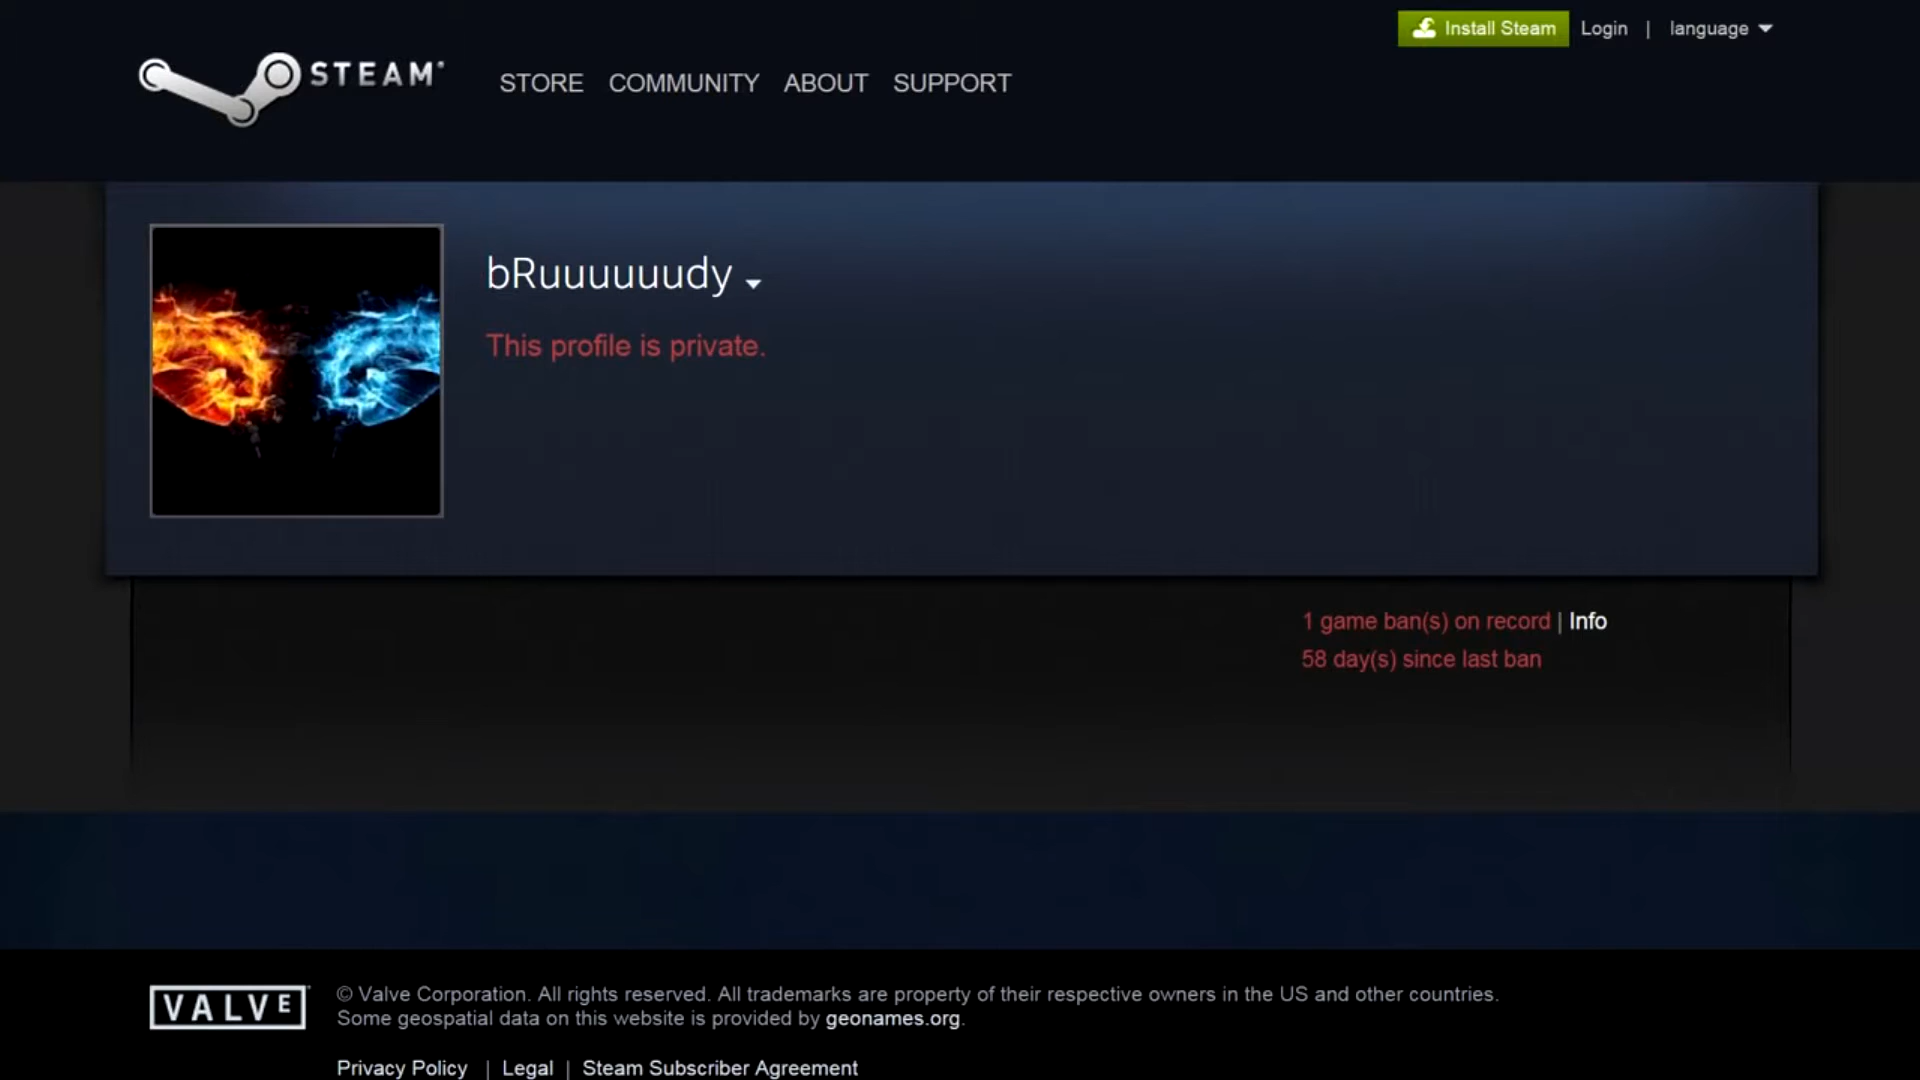 Install Steam Login | language
STEAM®
STORE COMMUNITY ABOUT SUPPORT
bRuuuuuudy
This profile is private.
1 game ban(s) on record | Info
58 day(s) since last ban
VALVE
© Valve Corporation. All rights reserved. All trademarks are property of their respective owners in the US and other countries.
Some geospatial data on this website is provided by geonames.org.
Privacy Policy | Legal | Steam Subscriber Agreement